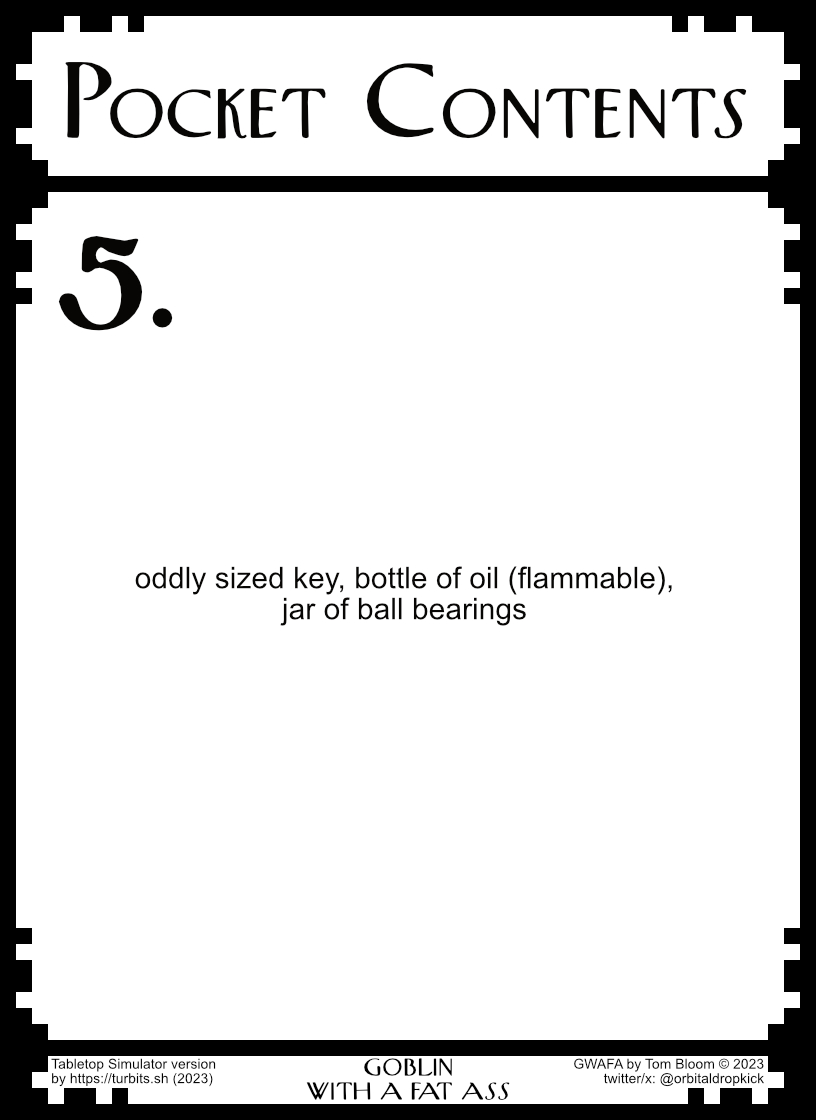 Pocket Contents
5.
oddly sized key, bottle of oil (flammable),
jar of ball bearings
Tabletop Simulator version
by https://turbits.sh (2023)
GOBLIN
WITH A FAT ASS
GWAFA by Tom Bloom © 2023
twitter/x: @orbitaldropkick